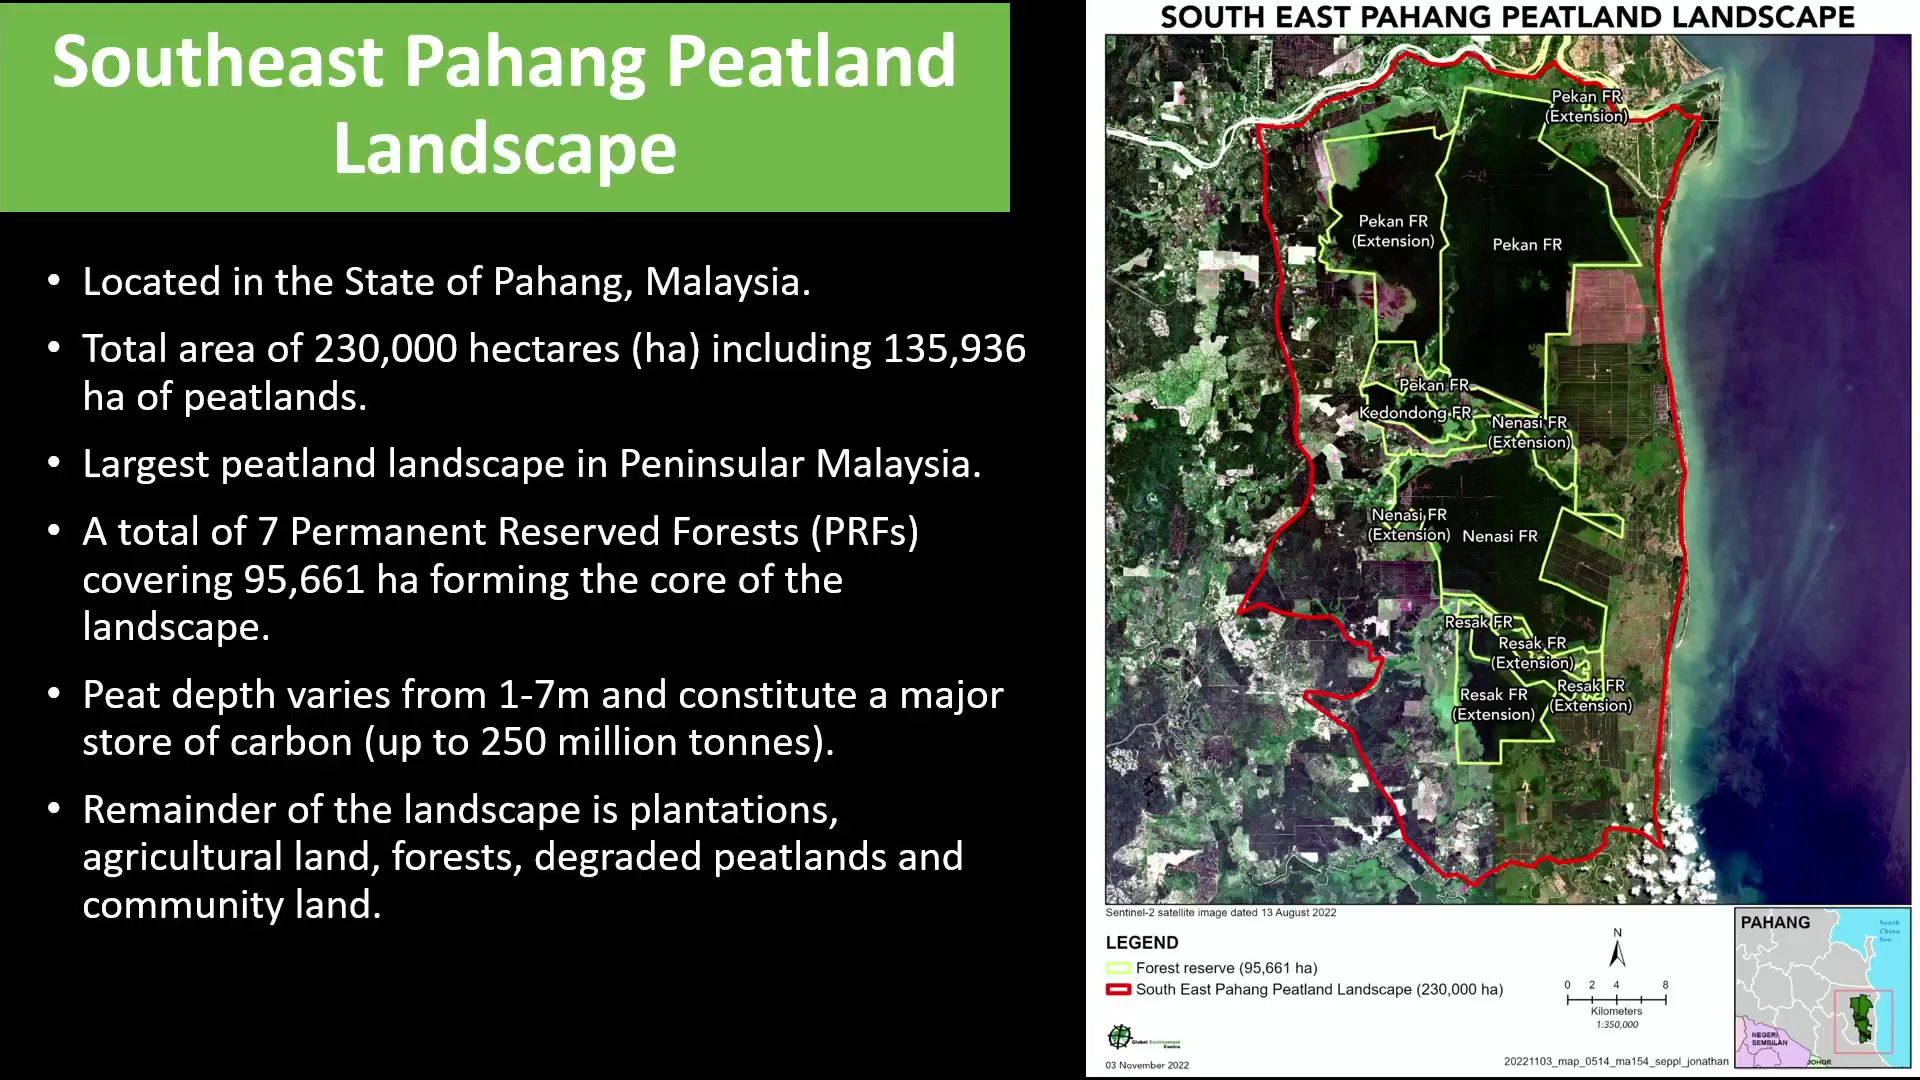 Southeast Pahang Peatland
Landscape
• Located in the State of Pahang, Malaysia.
• Total area of 230,000 hectares (ha) including 135,936
ha of peatlands.
• Largest peatland landscape in Peninsular Malaysia.
• A total of 7 Permanent Reserved Forests (PRFs)
covering 95,661 ha forming the core of the
landscape.
• Peat depth varies from 1-7m and constitute a major
store of carbon (up to 250 million tonnes).
• Remainder of the landscape is plantations,
agricultural land, forests, degraded peatlands and
community land.
SOUTH EAST PAHANG PEATLAND LANDSCAPE
Pekan FR
(Extension)
Pekan FR
(Extension)
Pekan FR
Pekan FR
Kedondong FR
Nenasi FR
(Extension)
Nenasi FR
(Extension)
Nenasi FR
Resak FR
Resak FR
(Extension)
Resak FR
(Extension)
Resak FR
(Extension)
Sentinel-2 satellite image dated 13 August 2022
LEGEND
Forest reserve (95,661 ha)
South East Pahang Peatland Landscape (230,000 ha)
N
0 2 4 8
Kilometers
1:350,000
Global Environment
Centre
03 November 2022
20221103_map_0514_ma154_seppl_jonathan
PAHANG
South
China
Sea
NEGERI
SEMBILAN
JOHOR